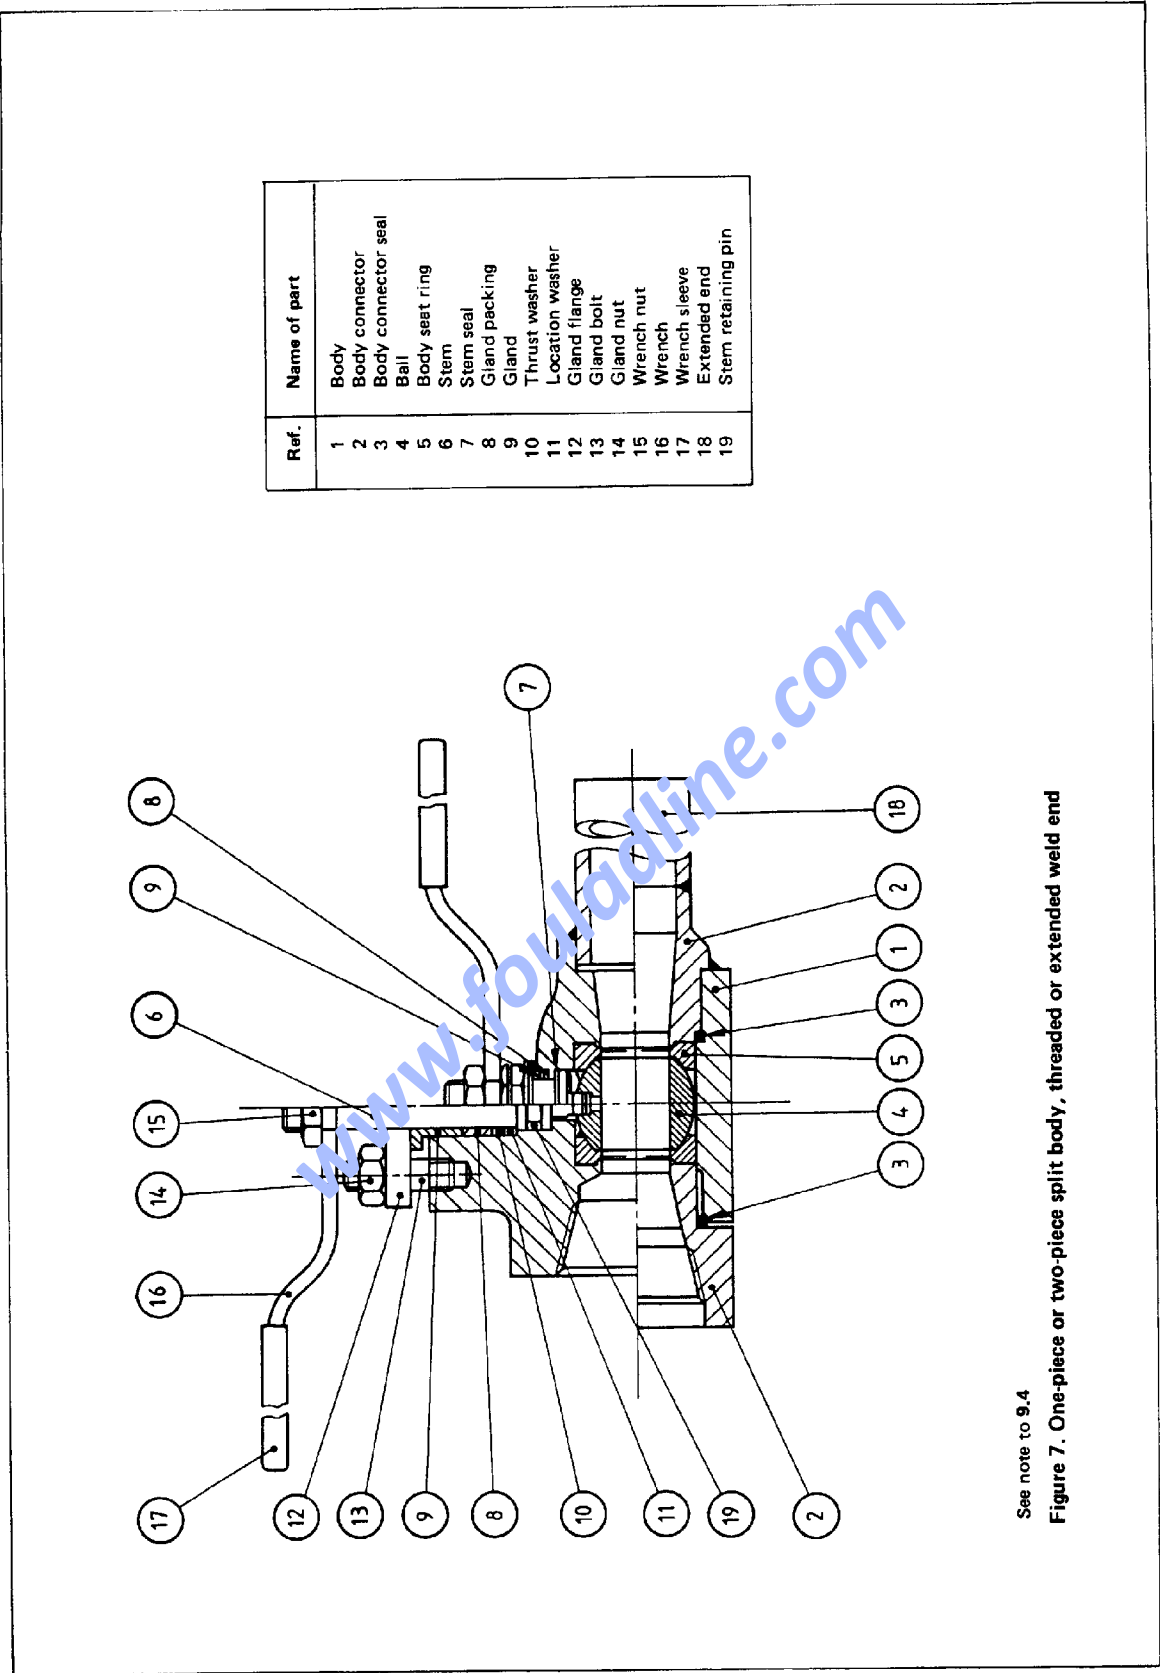 Ref. Name of part
1 Body
2 Body connector
3 Body connector seal
4 Ball
5 Body seet ring
6 Stem
7 Stem seal
8 Gland packing
9 Gland
10 Thrust washer
11 Location washer
12 Gland flange
13 Gland bolt
14 Gland nut
15 Wrench nut
16 Wrench
17 Wrench sleeve
18 Extended end
19 Stem retaining pin
17
16
14
15
6
9
8
7
12
13
9
8
10
11
19
2
3
4
5
3
1
2
18
www.fouladline.com
See note to 9.4
Figure 7. One-piece or two-piece split body, threaded or extended weld end